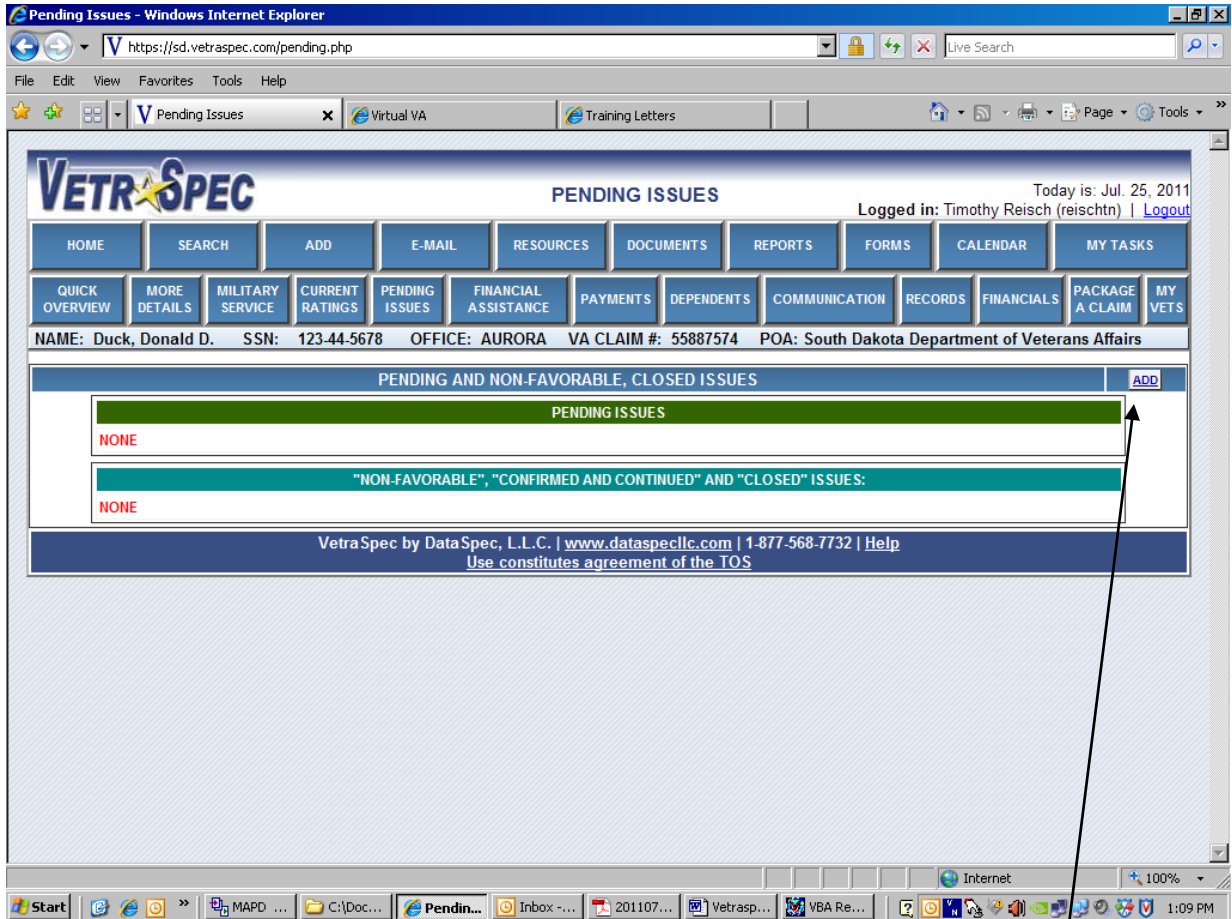 Pending Issues - Windows Internet Explorer
V https://sd.vetraspec.com/pending.php Live Search
File Edit View Favorites Tools Help
V Pending Issues Virtual VA Training Letters Page Tools
VETRASPEC
PENDING ISSUES
Today is: Jul. 25, 2011
Logged in: Timothy Reisch (reischtn) | Logout
HOME SEARCH ADD E-MAIL RESOURCES DOCUMENTS REPORTS FORMS CALENDAR MY TASKS
QUICK OVERVIEW MORE DETAILS MILITARY SERVICE CURRENT RATINGS PENDING ISSUES FINANCIAL ASSISTANCE PAYMENTS DEPENDENTS COMMUNICATION RECORDS FINANCIALS PACKAGE A CLAIM MY VETS
NAME: Duck, Donald D. SSN: 123-44-5678 OFFICE: AURORA VA CLAIM #: 55887574 POA: South Dakota Department of Veterans Affairs
PENDING AND NON-FAVORABLE, CLOSED ISSUES ADD
PENDING ISSUES
NONE
"NON-FAVORABLE", "CONFIRMED AND CONTINUED" AND "CLOSED" ISSUES:
NONE
VetraSpec by DataSpec, L.L.C. | www.dataspecllc.com | 1-877-568-7732 | Help
Use constitutes agreement of the TOS
Internet 100%
Start MAPD ... C:\Doc... Pendin... Inbox -... 201107... Vetrasp... VBA Re... 1:09 PM